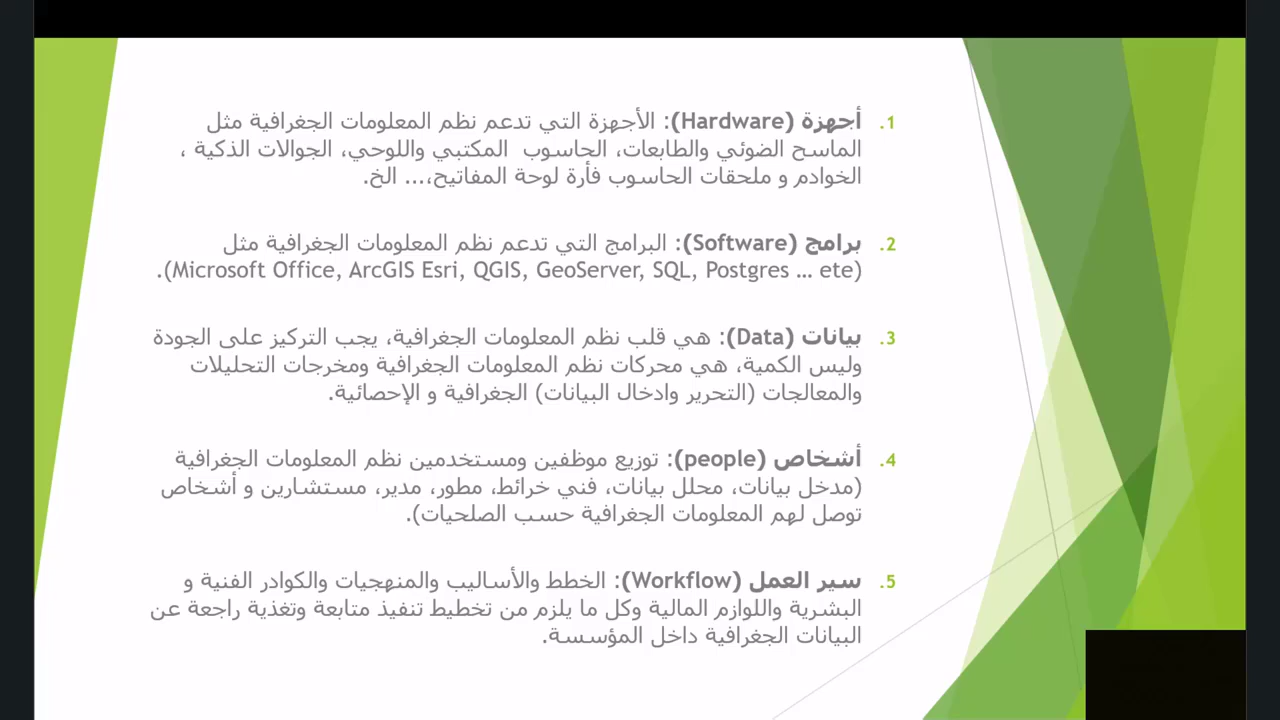 1. أجهزة (Hardware): الأجهزة التي تدعم نظم المعلومات الجغرافية مثل
الماسح الضوئي والطابعات، الحاسوب المكتبي واللوحي، الجوالات الذكية ،
الخوادم و ملحقات الحاسوب فأرة لوحة المفاتيح،... الخ.
2. برامج (Software): البرامج التي تدعم نظم المعلومات الجغرافية مثل
(Microsoft Office, ArcGIS Esri, QGIS, GeoServer, SQL, Postgres ... ete).
3. بيانات (Data): هي قلب نظم المعلومات الجغرافية، يجب التركيز على الجودة
وليس الكمية، هي محركات نظم المعلومات الجغرافية ومخرجات التحليلات
والمعالجات (التحرير وادخال البيانات) الجغرافية و الإحصائية.
4. أشخاص (people): توزيع موظفين ومستخدمين نظم المعلومات الجغرافية
(مدخل بيانات، محلل بيانات، فني خرائط، مطور، مدير، مستشارين و أشخاص
توصل لهم المعلومات الجغرافية حسب الصلحيات).
5. سير العمل (Workflow): الخطط والأساليب والمنهجيات والكوادر الفنية و
البشرية واللوازم المالية وكل ما يلزم من تخطيط تنفيذ متابعة وتغذية راجعة عن
البيانات الجغرافية داخل المؤسسة.